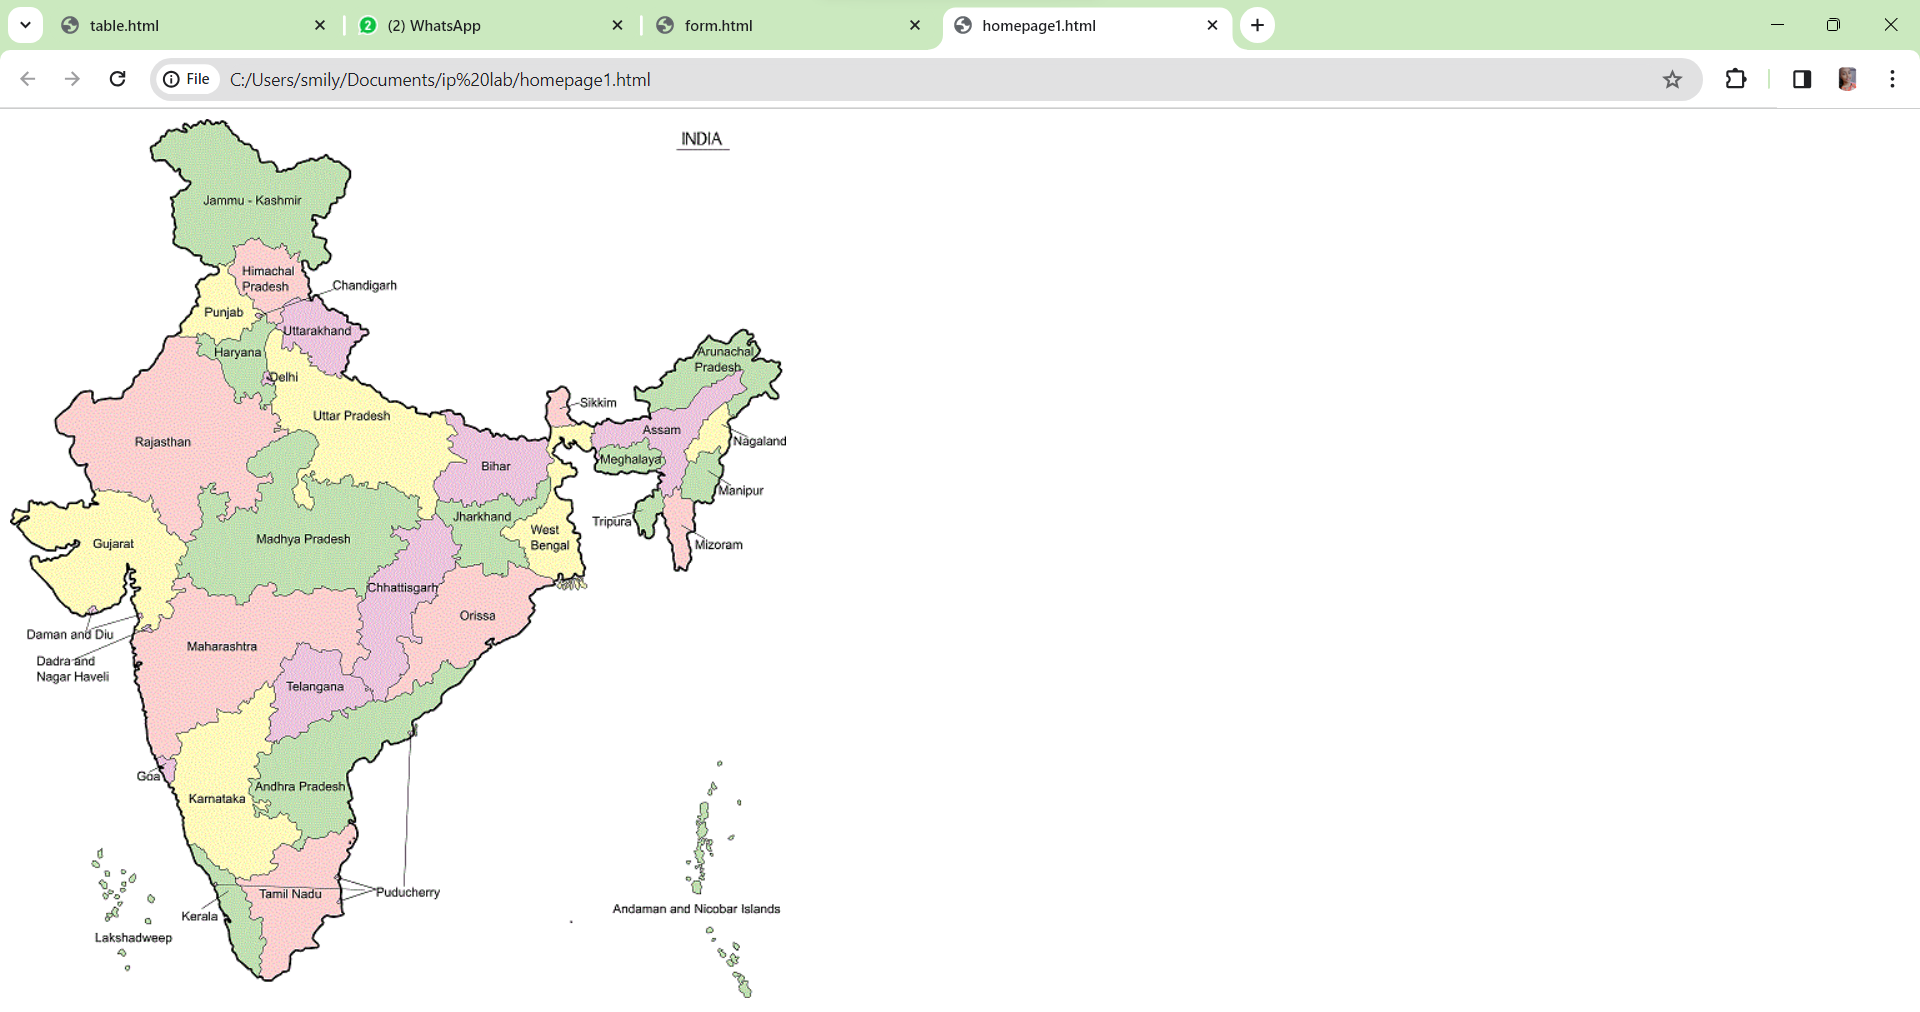 table.html
(2) WhatsApp
form.html
homepage1.html
File
C:/Users/smily/Documents/ip%20lab/homepage1.html
INDIA
Jammu - Kashmir
Himachal
Pradesh
Chandigarh
Punjab
Uttarakhand
Haryana
Delhi
Arunachal
Pradesh
Sikkim
Uttar Pradesh
Assam
Rajasthan
Nagaland
Meghalaya
Bihar
Manipur
Jharkhand
Tripura
West
Bengal
Madhya Pradesh
Gujarat
Mizoram
Chhattisgarh
Orissa
Daman and Diu
Maharashtra
Dadra and
Nagar Haveli
Telangana
Goa
Andhra Pradesh
Karnataka
Puducherry
Tamil Nadu
Andaman and Nicobar Islands
Kerala
Lakshadweep